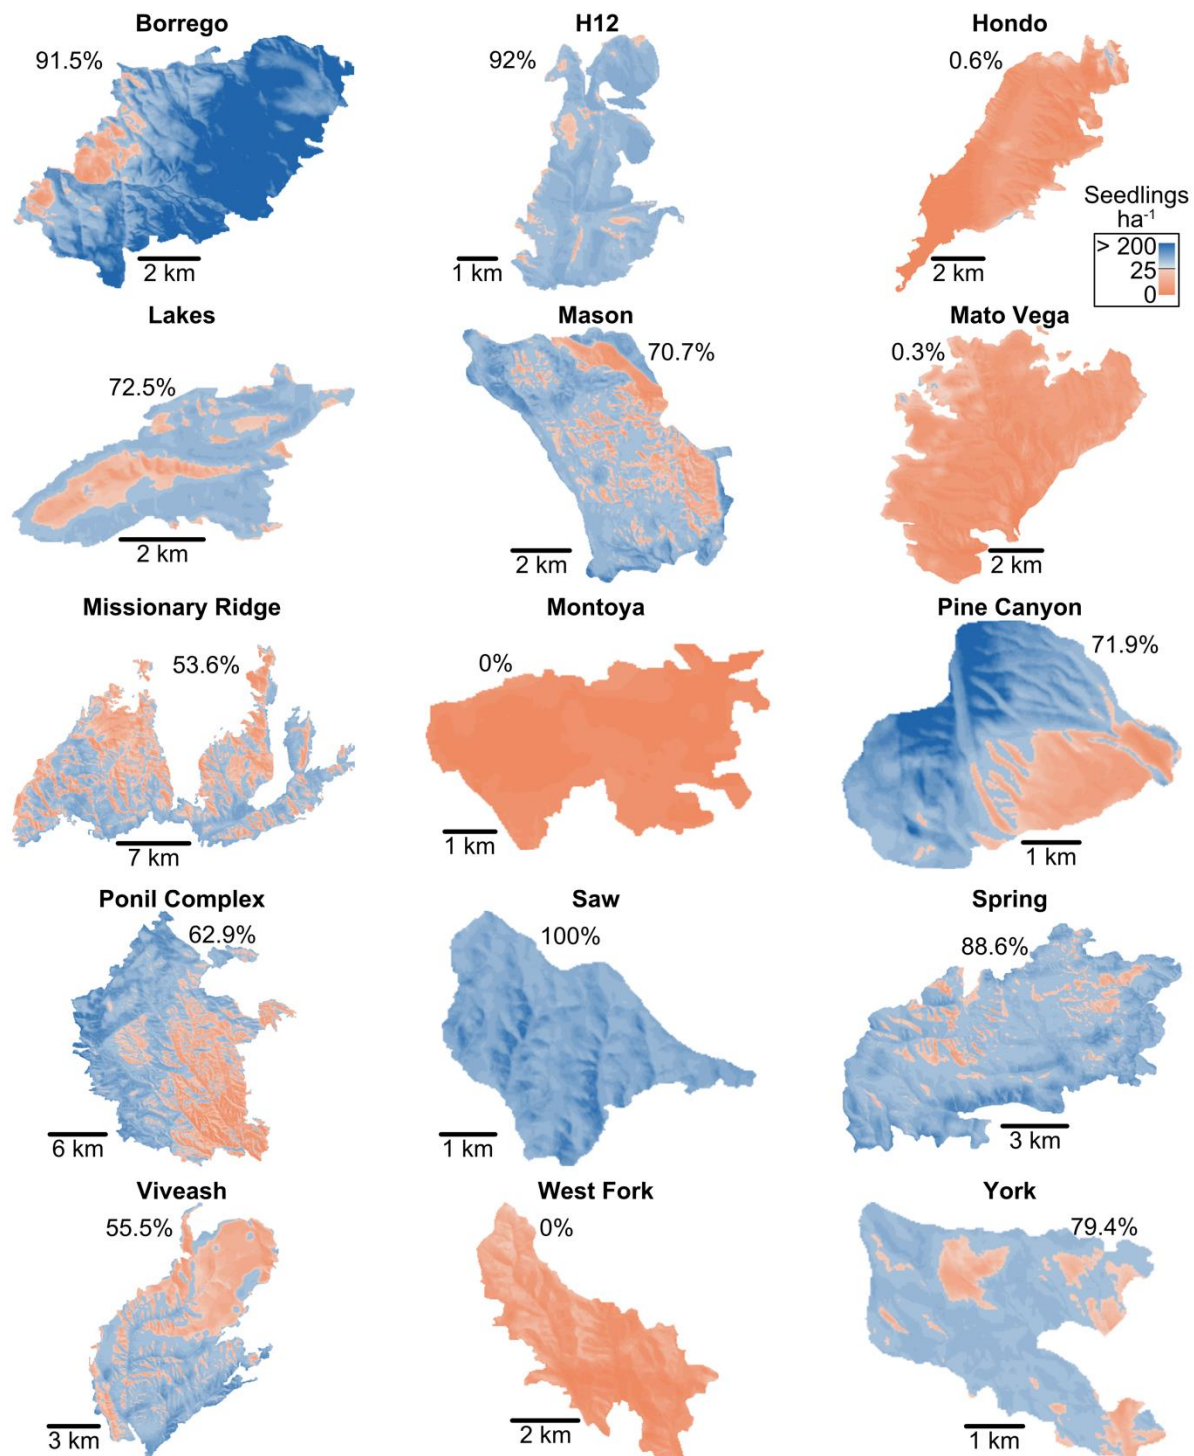 Borrego
91.5%
2 km
H12
92%
1 km
Hondo
0.6%
2 km
Seedlings
ha⁻¹
> 200
25
0
Lakes
72.5%
2 km
Mason
70.7%
2 km
Mato Vega
0.3%
2 km
Missionary Ridge
53.6%
7 km
Montoya
0%
1 km
Pine Canyon
71.9%
1 km
Ponil Complex
62.9%
6 km
Saw
100%
1 km
Spring
88.6%
3 km
Viveash
55.5%
3 km
West Fork
0%
2 km
York
79.4%
1 km